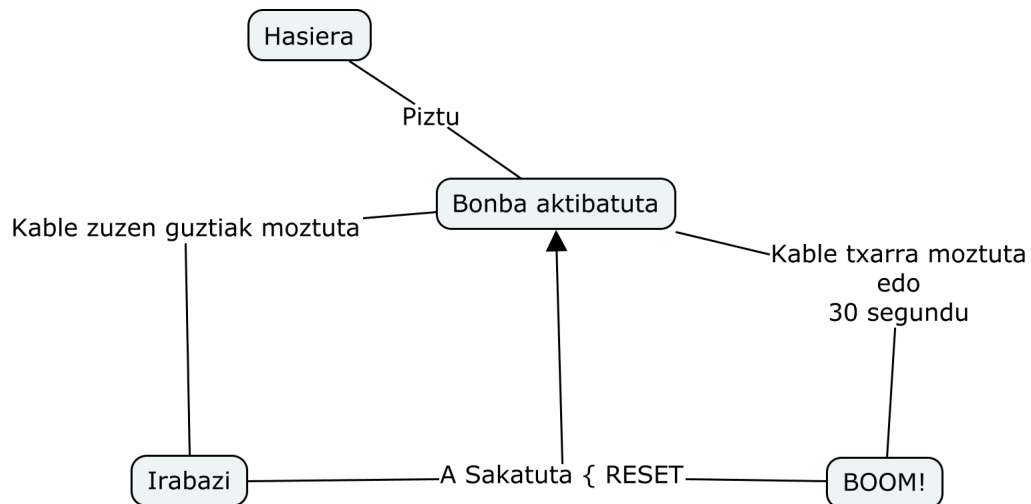 Hasiera
Piztu
Bonba aktibatuta
Kable zuzen guztiak moztuta
Kable txarra moztuta
edo
30 segundu
Irabazi
A Sakatuta { RESET
BOOM!